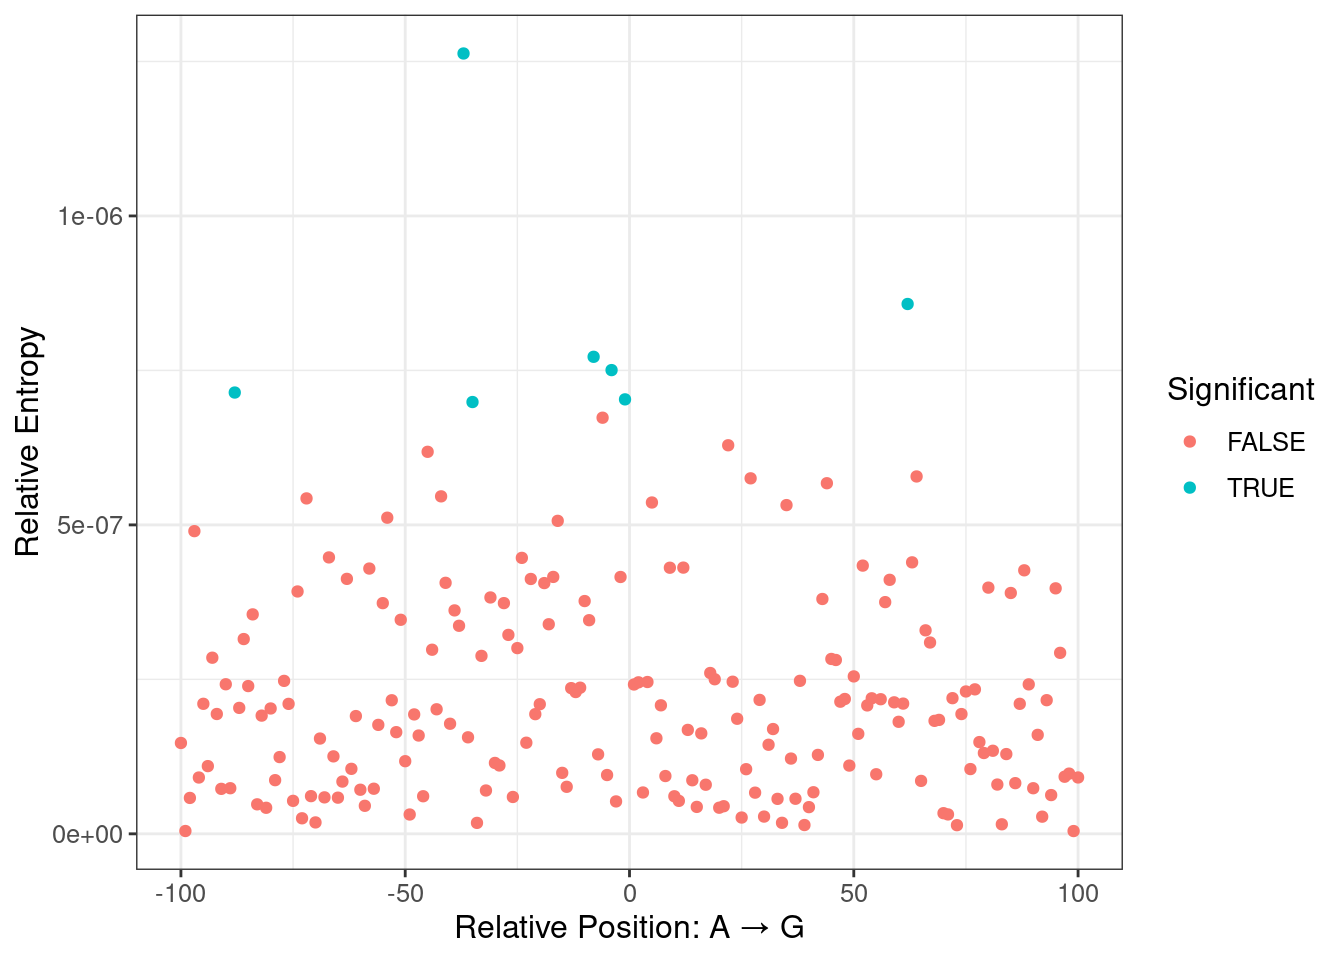 1e-06
5e-07
0e+00
Relative Entropy
-100
-50
0
50
100
Relative Position: A → G
Significant
FALSE
TRUE